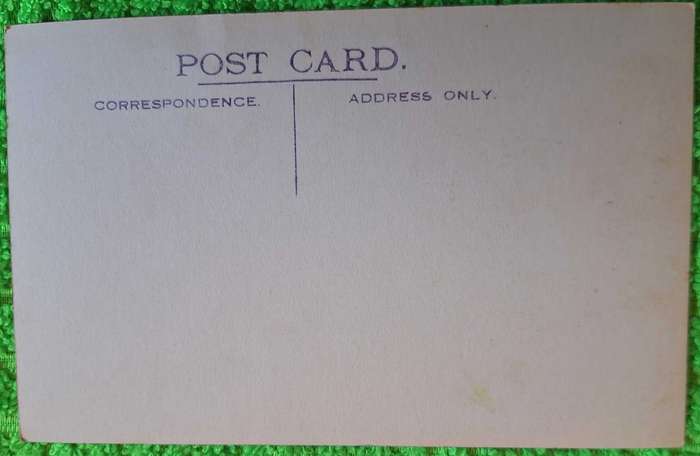 POST CARD.
CORRESPONDENCE.
ADDRESS ONLY.